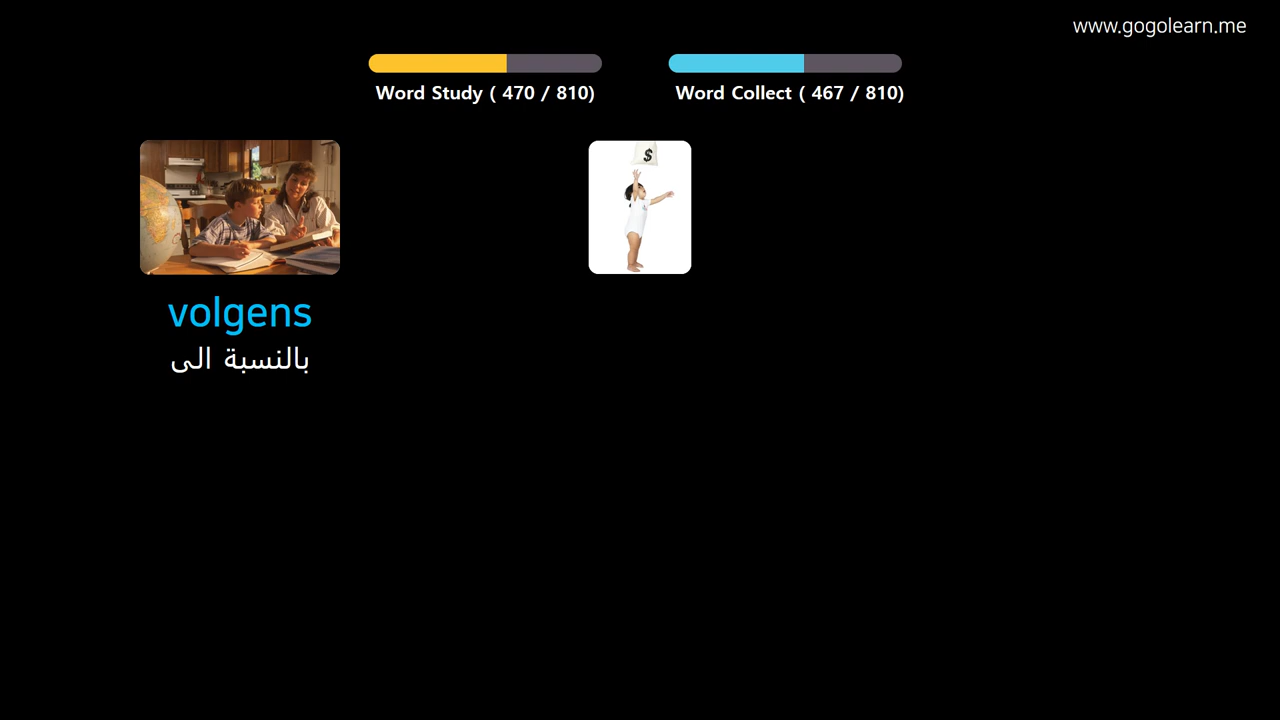 www.gogolearn.me
Word Study ( 470 / 810)
Word Collect ( 467 / 810)
$
volgens
بالنسبة الى